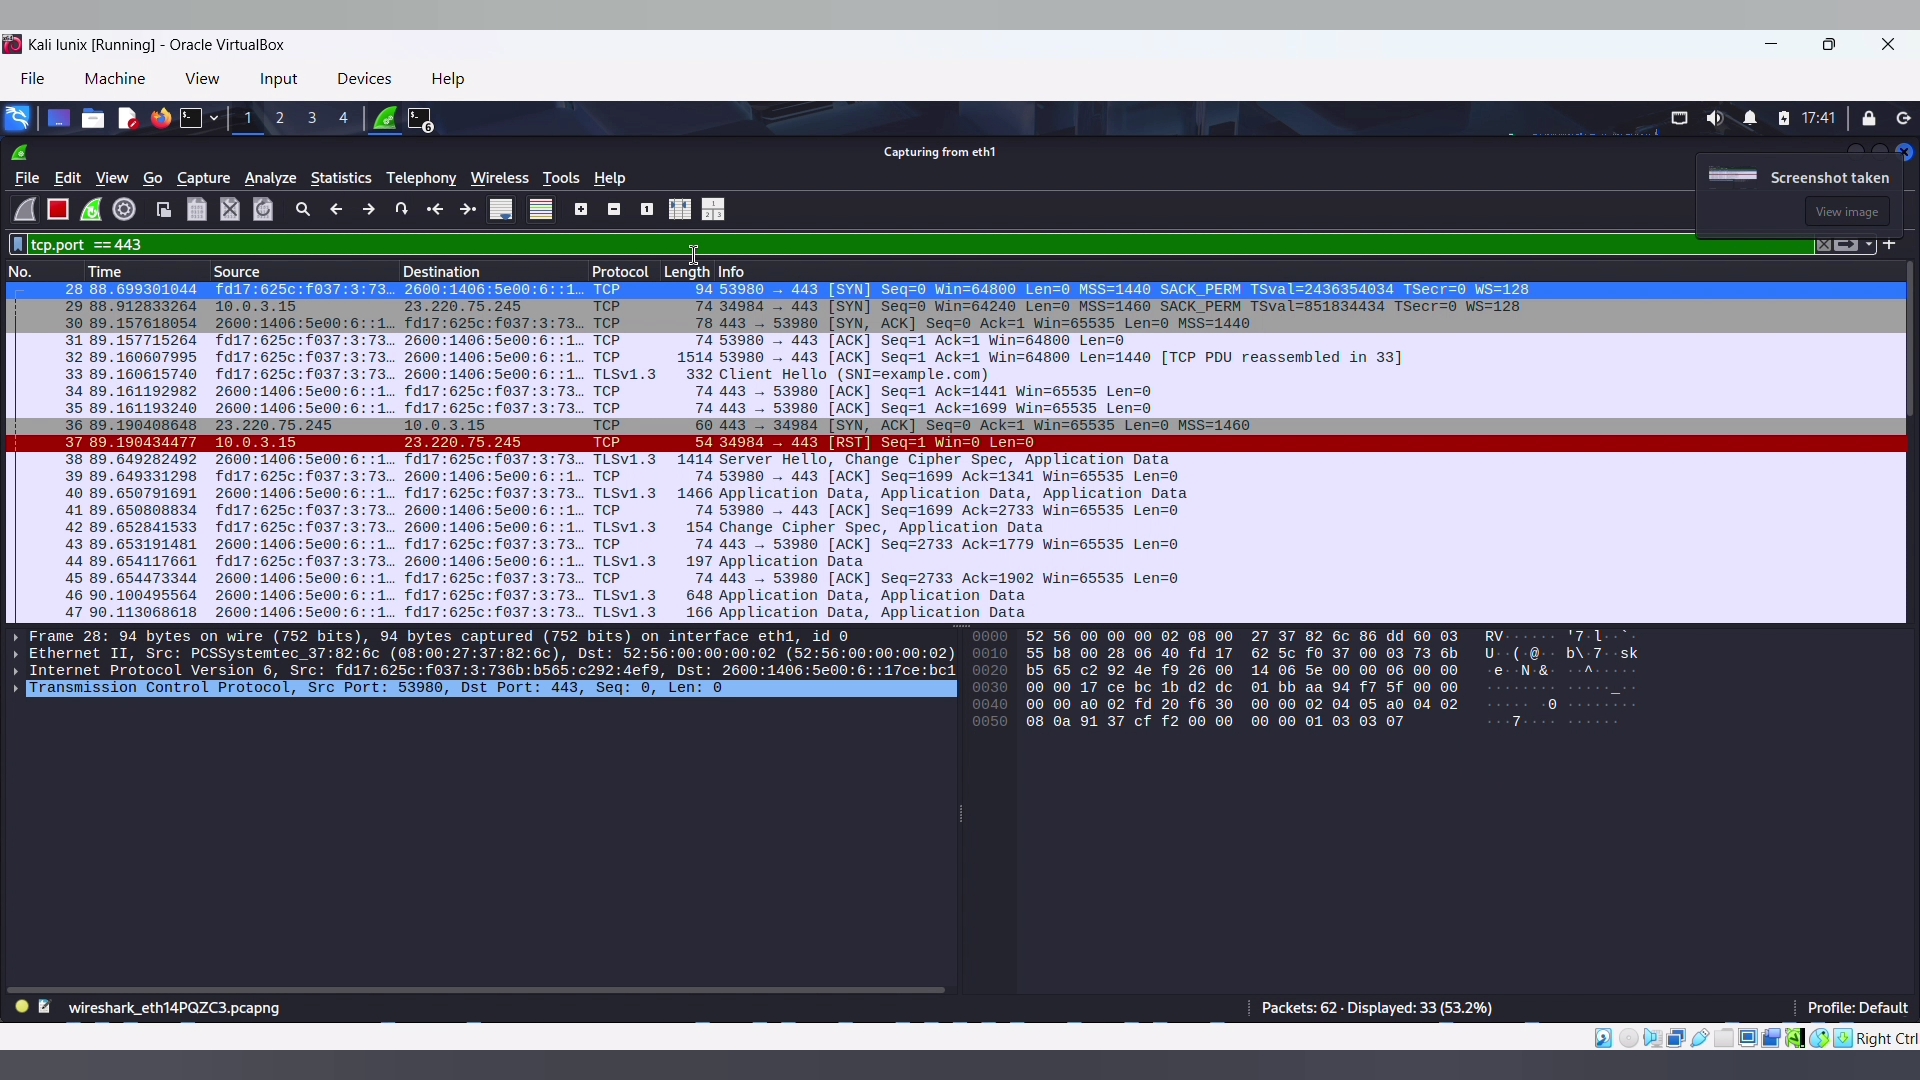 Kali lunix [Running] - Oracle VirtualBox
File Machine View Input Devices Help
1 2 3 4 6 17:41
Capturing from eth1
File Edit View Go Capture Analyze Statistics Telephony Wireless Tools Help
Screenshot taken
View image
tcp.port == 443
No. Time Source Destination Protocol Length Info
28 88.699301044 fd17:625c:f037:3:73… 2600:1406:5e00:6::1… TCP 94 53980 → 443 [SYN] Seq=0 Win=64800 Len=0 MSS=1440 SACK_PERM TSval=2436354034 TSecr=0 WS=128
29 88.912833264 10.0.3.15 23.220.75.245 TCP 74 34984 → 443 [SYN] Seq=0 Win=64240 Len=0 MSS=1460 SACK_PERM TSval=851834434 TSecr=0 WS=128
30 89.157618054 2600:1406:5e00:6::1… fd17:625c:f037:3:73… TCP 78 443 → 53980 [SYN, ACK] Seq=0 Ack=1 Win=65535 Len=0 MSS=1440
31 89.157715264 fd17:625c:f037:3:73… 2600:1406:5e00:6::1… TCP 74 53980 → 443 [ACK] Seq=1 Ack=1 Win=64800 Len=0
32 89.160607995 fd17:625c:f037:3:73… 2600:1406:5e00:6::1… TCP 1514 53980 → 443 [ACK] Seq=1 Ack=1 Win=64800 Len=1440 [TCP PDU reassembled in 33]
33 89.160615740 fd17:625c:f037:3:73… 2600:1406:5e00:6::1… TLSv1.3 332 Client Hello (SNI=example.com)
34 89.161192982 2600:1406:5e00:6::1… fd17:625c:f037:3:73… TCP 74 443 → 53980 [ACK] Seq=1 Ack=1441 Win=65535 Len=0
35 89.161193240 2600:1406:5e00:6::1… fd17:625c:f037:3:73… TCP 74 443 → 53980 [ACK] Seq=1 Ack=1699 Win=65535 Len=0
36 89.190408648 23.220.75.245 10.0.3.15 TCP 60 443 → 34984 [SYN, ACK] Seq=0 Ack=1 Win=65535 Len=0 MSS=1460
37 89.190434477 10.0.3.15 23.220.75.245 TCP 54 34984 → 443 [RST] Seq=1 Win=0 Len=0
38 89.649282492 2600:1406:5e00:6::1… fd17:625c:f037:3:73… TLSv1.3 1414 Server Hello, Change Cipher Spec, Application Data
39 89.649331298 fd17:625c:f037:3:73… 2600:1406:5e00:6::1… TCP 74 53980 → 443 [ACK] Seq=1699 Ack=1341 Win=65535 Len=0
40 89.650791691 2600:1406:5e00:6::1… fd17:625c:f037:3:73… TLSv1.3 1466 Application Data, Application Data, Application Data
41 89.650808834 fd17:625c:f037:3:73… 2600:1406:5e00:6::1… TCP 74 53980 → 443 [ACK] Seq=1699 Ack=2733 Win=65535 Len=0
42 89.652841533 fd17:625c:f037:3:73… 2600:1406:5e00:6::1… TLSv1.3 154 Change Cipher Spec, Application Data
43 89.653191481 2600:1406:5e00:6::1… fd17:625c:f037:3:73… TCP 74 443 → 53980 [ACK] Seq=2733 Ack=1779 Win=65535 Len=0
44 89.654117661 fd17:625c:f037:3:73… 2600:1406:5e00:6::1… TLSv1.3 197 Application Data
45 89.654473344 2600:1406:5e00:6::1… fd17:625c:f037:3:73… TCP 74 443 → 53980 [ACK] Seq=2733 Ack=1902 Win=65535 Len=0
46 90.100495564 2600:1406:5e00:6::1… fd17:625c:f037:3:73… TLSv1.3 648 Application Data, Application Data
47 90.113068618 2600:1406:5e00:6::1… fd17:625c:f037:3:73… TLSv1.3 166 Application Data, Application Data
Frame 28: 94 bytes on wire (752 bits), 94 bytes captured (752 bits) on interface eth1, id 0
Ethernet II, Src: PCSSystemtec_37:82:6c (08:00:27:37:82:6c), Dst: 52:56:00:00:00:02 (52:56:00:00:00:02)
Internet Protocol Version 6, Src: fd17:625c:f037:3:736b:b565:c292:4ef9, Dst: 2600:1406:5e00:6::17ce:bc1
Transmission Control Protocol, Src Port: 53980, Dst Port: 443, Seq: 0, Len: 0
0000 52 56 00 00 00 02 08 00 27 37 82 6c 86 dd 60 03 RV······ '7·l··`·
0010 55 b8 00 28 06 40 fd 17 62 5c f0 37 00 03 73 6b U··(·@·· b\·7··sk
0020 b5 65 c2 92 4e f9 26 00 14 06 5e 00 00 06 00 00 ·e··N·&· ··^·····
0030 00 00 17 ce bc 1b d2 dc 01 bb aa 94 f7 5f 00 00 ········ ·····_··
0040 00 00 a0 02 fd 20 f6 30 00 00 02 04 05 a0 04 02 ····· ·0 ········
0050 08 0a 91 37 cf f2 00 00 00 00 01 03 03 07 ···7···· ······
wireshark_eth14PQZC3.pcapng
Packets: 62 · Displayed: 33 (53.2%)
Profile: Default
Right Ctrl